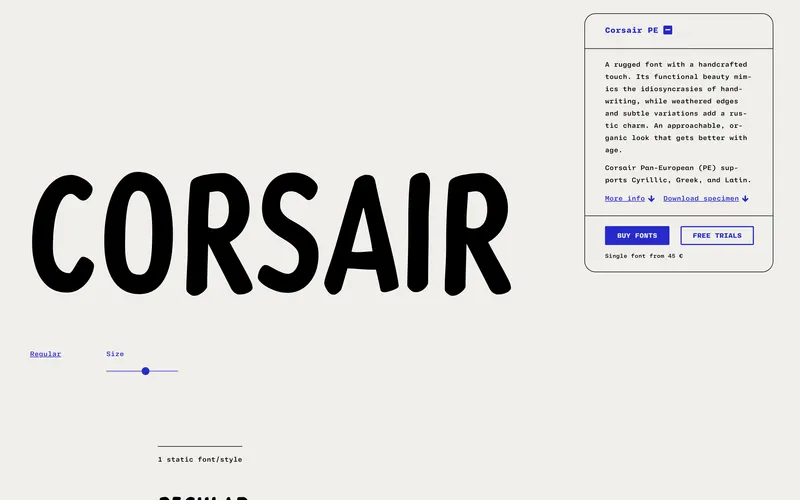 Corsair PE
A rugged font with a handcrafted
touch. Its functional beauty mim-
ics the idiosyncrasies of hand-
writing, while weathered edges
and subtle variations add a rus-
tic charm. An approachable, or-
ganic look that gets better with
age.
Corsair Pan-European (PE) sup-
ports Cyrillic, Greek, and Latin.
More info Download specimen
BUY FONTS FREE TRIALS
Single font from 45 €
CORSAIR
Regular Size
1 static font/style
REGULAR